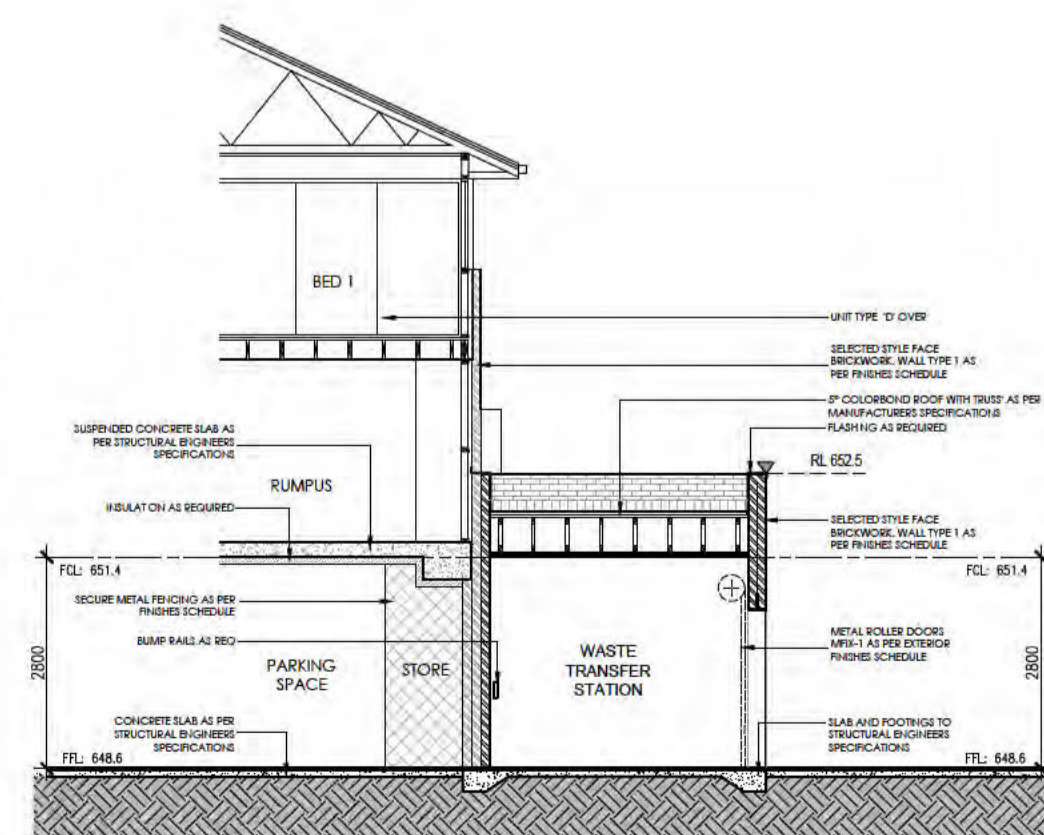 BED 1
UNIT TYPE 'D' OVER
SELECTED STYLE FACE
BRICKWORK. WALL TYPE 1 AS
PER FINISHES SCHEDULE
5° COLORBOND ROOF WITH TRUSS' AS PER
MANUFACTURERS SPECIFICATIONS
FLASHING AS REQUIRED
SUSPENDED CONCRETE SLAB AS
PER STRUCTURAL ENGINEERS
SPECIFICATIONS
RL 652.5
RUMPUS
INSULATION AS REQUIRED
SELECTED STYLE FACE
BRICKWORK. WALL TYPE 1 AS
PER FINISHES SCHEDULE
FCL: 651.4
FCL: 651.4
SECURE METAL FENCING AS PER
FINISHES SCHEDULE
BUMP RAILS AS REQ
METAL ROLLER DOORS
MFIX-1 AS PER EXTERIOR
FINISHES SCHEDULE
2800
PARKING
SPACE
STORE
WASTE
TRANSFER
STATION
2800
CONCRETE SLAB AS PER
STRUCTURAL ENGINEERS
SPECIFICATIONS
SLAB AND FOOTINGS TO
STRUCTURAL ENGINEERS
SPECIFICATIONS
FFL: 648.6
FFL: 648.6